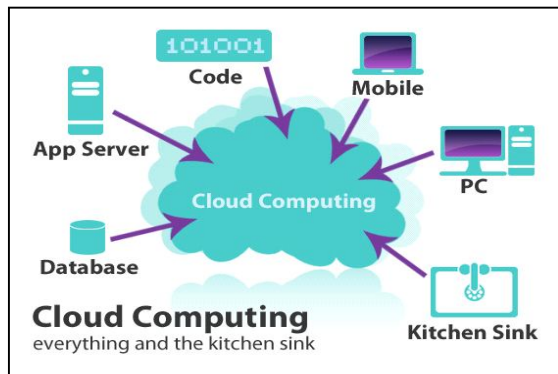 101001
Code
Mobile
App Server
Cloud Computing
PC
Database
Kitchen Sink
Cloud Computing
everything and the kitchen sink